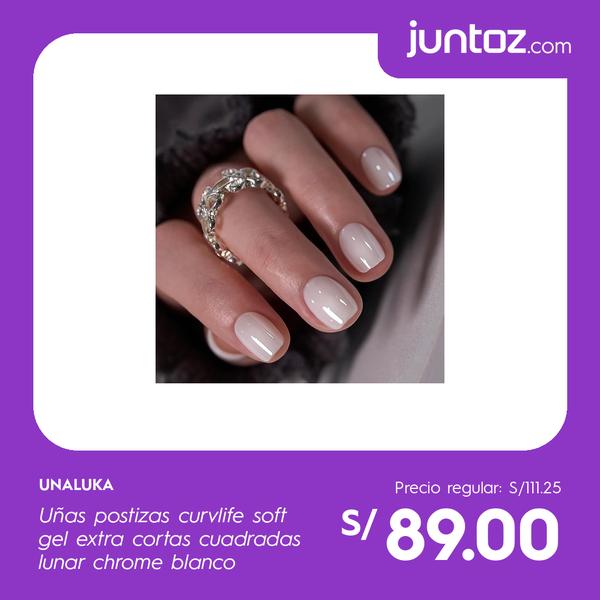 juntoz.com
UNALUKA
Uñas postizas curvlife soft
gel extra cortas cuadradas
lunar chrome blanco
Precio regular: S/111.25
S/89.00